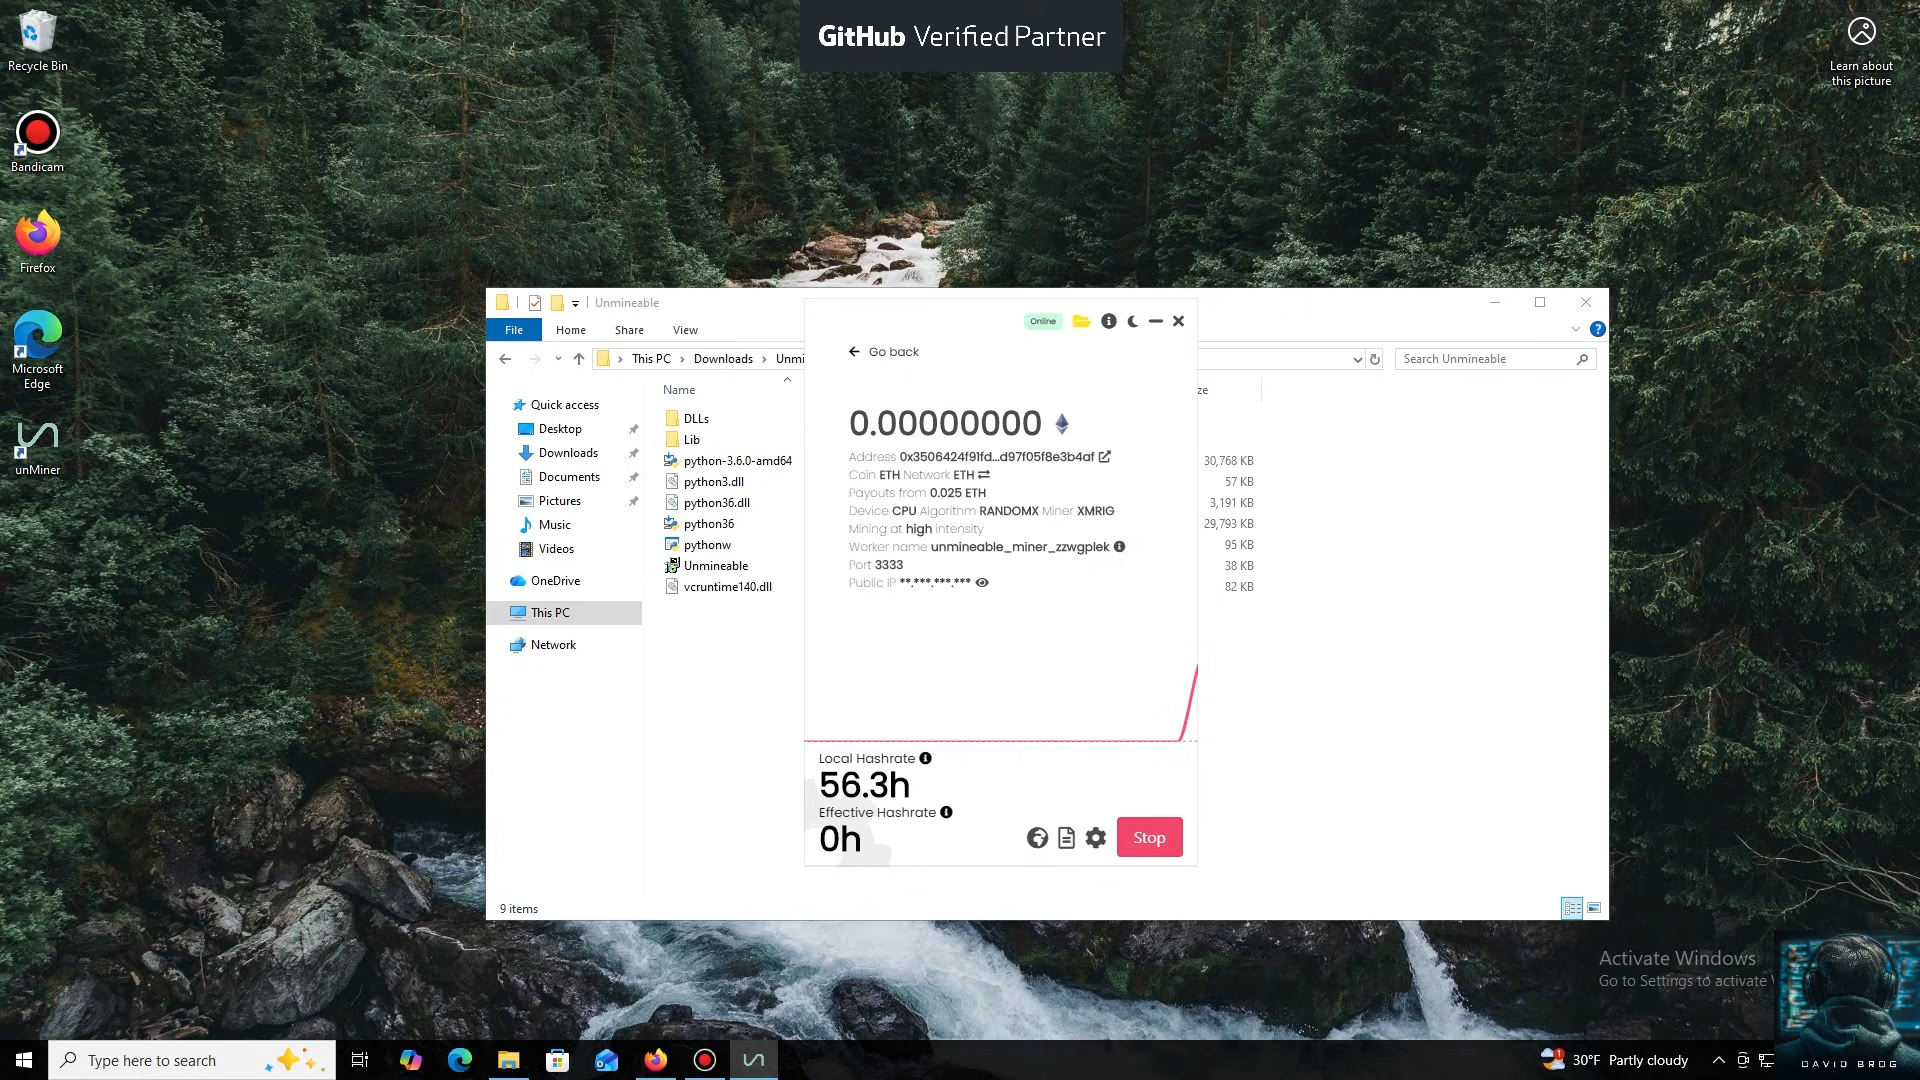 GitHub Verified Partner
Recycle Bin
Learn about
this picture
Bandicam
Firefox
Microsoft
Edge
unMiner
Unmineable
File
Home
Share
View
This PC
Downloads
Unmi
Search Unmineable
Name
ze
Quick access
Desktop
Downloads
Documents
Pictures
Music
Videos
OneDrive
This PC
Network
DLLs
Lib
python-3.6.0-amd64
30,768 KB
python3.dll
57 KB
python36.dll
3,191 KB
python36
29,793 KB
pythonw
95 KB
Unmineable
38 KB
vcruntime140.dll
82 KB
9 items
Online
Go back
0.00000000
Address 0x3506424f91fd...d97f05f8e3b4af
Coin ETH Network ETH
Payouts from 0.025 ETH
Device CPU Algorithm RANDOMX Miner XMRIG
Mining at high intensity
Worker name unmineable_miner_zzwgplek
Port 3333
Public IP **.***.***.***
Local Hashrate
56.3h
Effective Hashrate
0h
Stop
Activate Windows
Go to Settings to activate
DAVID BROG
Type here to search
1
30°F Partly cloudy